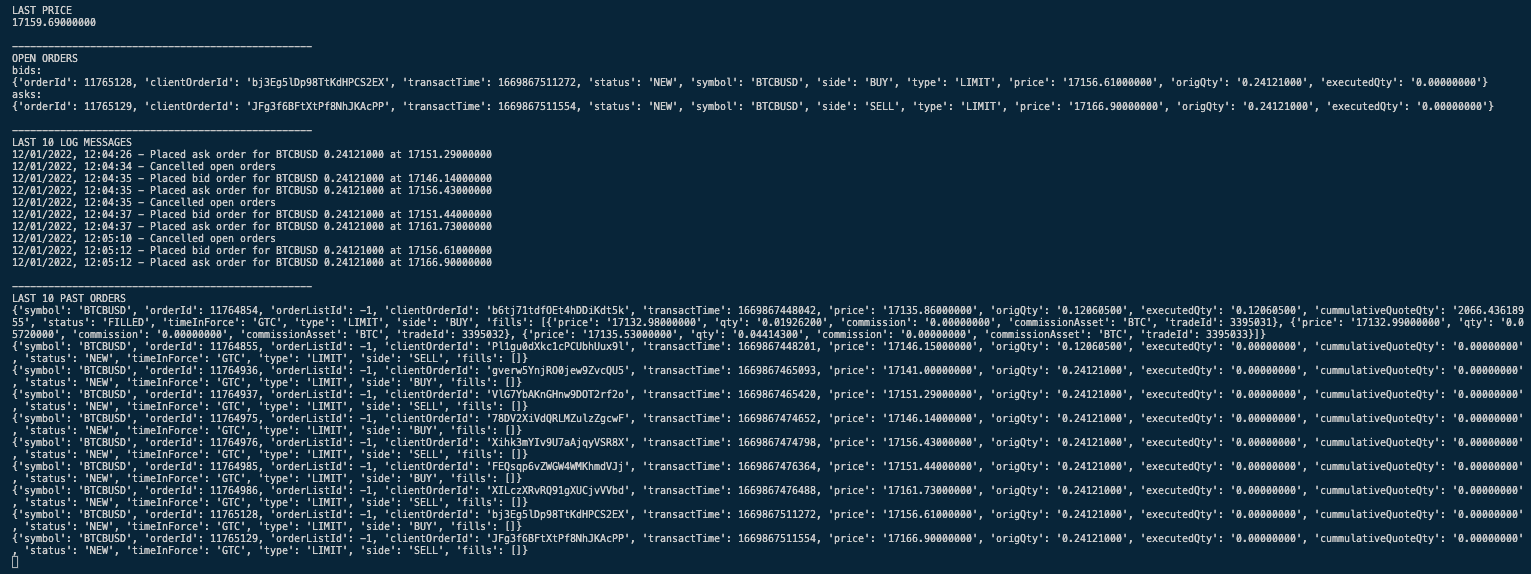 LAST PRICE
17159.69000000
__________________________________________________
OPEN ORDERS
bids:
{'orderId': 11765128, 'clientOrderId': 'bj3Eg5lDp98TtKdHPCS2EX', 'transactTime': 1669867511272, 'status': 'NEW', 'symbol': 'BTCBUSD', 'side': 'BUY', 'type': 'LIMIT', 'price': '17156.61000000', 'origQty': '0.24121000', 'executedQty': '0.00000000'}
asks:
{'orderId': 11765129, 'clientOrderId': 'JFg3f6BFtXtPf8NhJKAcPP', 'transactTime': 1669867511554, 'status': 'NEW', 'symbol': 'BTCBUSD', 'side': 'SELL', 'type': 'LIMIT', 'price': '17166.90000000', 'origQty': '0.24121000', 'executedQty': '0.00000000'}
__________________________________________________
LAST 10 LOG MESSAGES
12/01/2022, 12:04:26 – Placed ask order for BTCBUSD 0.24121000 at 17151.29000000
12/01/2022, 12:04:34 – Cancelled open orders
12/01/2022, 12:04:35 – Placed bid order for BTCBUSD 0.24121000 at 17146.14000000
12/01/2022, 12:04:35 – Placed ask order for BTCBUSD 0.24121000 at 17156.43000000
12/01/2022, 12:04:35 – Cancelled open orders
12/01/2022, 12:04:37 – Placed bid order for BTCBUSD 0.24121000 at 17151.44000000
12/01/2022, 12:04:37 – Placed ask order for BTCBUSD 0.24121000 at 17161.73000000
12/01/2022, 12:05:10 – Cancelled open orders
12/01/2022, 12:05:12 – Placed bid order for BTCBUSD 0.24121000 at 17156.61000000
12/01/2022, 12:05:12 – Placed ask order for BTCBUSD 0.24121000 at 17166.90000000
__________________________________________________
LAST 10 PAST ORDERS
{'symbol': 'BTCBUSD', 'orderId': 11764854, 'orderListId': -1, 'clientOrderId': 'b6tj71tdfOEt4hDDiKdt5k', 'transactTime': 1669867448042, 'price': '17135.86000000', 'origQty': '0.12060500', 'executedQty': '0.12060500', 'cummulativeQuoteQty': '2066.436189
55', 'status': 'FILLED', 'timeInForce': 'GTC', 'type': 'LIMIT', 'side': 'BUY', 'fills': [{'price': '17132.98000000', 'qty': '0.01926200', 'commission': '0.00000000', 'commissionAsset': 'BTC', 'tradeId': 3395031}, {'price': '17132.99000000', 'qty': '0.0
5720000', 'commission': '0.00000000', 'commissionAsset': 'BTC', 'tradeId': 3395032}, {'price': '17135.53000000', 'qty': '0.04414300', 'commission': '0.00000000', 'commissionAsset': 'BTC', 'tradeId': 3395033}]}
{'symbol': 'BTCBUSD', 'orderId': 11764855, 'orderListId': -1, 'clientOrderId': 'Pl1gu0dXkc1cPCUbhUux9l', 'transactTime': 1669867448201, 'price': '17146.15000000', 'origQty': '0.12060500', 'executedQty': '0.00000000', 'cummulativeQuoteQty': '0.00000000'
, 'status': 'NEW', 'timeInForce': 'GTC', 'type': 'LIMIT', 'side': 'SELL', 'fills': []}
{'symbol': 'BTCBUSD', 'orderId': 11764936, 'orderListId': -1, 'clientOrderId': 'gverw5YnjRO0jew9ZvcQU5', 'transactTime': 1669867465093, 'price': '17141.00000000', 'origQty': '0.24121000', 'executedQty': '0.00000000', 'cummulativeQuoteQty': '0.00000000'
, 'status': 'NEW', 'timeInForce': 'GTC', 'type': 'LIMIT', 'side': 'BUY', 'fills': []}
{'symbol': 'BTCBUSD', 'orderId': 11764937, 'orderListId': -1, 'clientOrderId': 'VlG7YbAKnGHnw9DOT2rf2o', 'transactTime': 1669867465420, 'price': '17151.29000000', 'origQty': '0.24121000', 'executedQty': '0.00000000', 'cummulativeQuoteQty': '0.00000000'
, 'status': 'NEW', 'timeInForce': 'GTC', 'type': 'LIMIT', 'side': 'SELL', 'fills': []}
{'symbol': 'BTCBUSD', 'orderId': 11764975, 'orderListId': -1, 'clientOrderId': '78DV2XiVdQRLMZulzZgcwF', 'transactTime': 1669867474652, 'price': '17146.14000000', 'origQty': '0.24121000', 'executedQty': '0.00000000', 'cummulativeQuoteQty': '0.00000000'
, 'status': 'NEW', 'timeInForce': 'GTC', 'type': 'LIMIT', 'side': 'BUY', 'fills': []}
{'symbol': 'BTCBUSD', 'orderId': 11764976, 'orderListId': -1, 'clientOrderId': 'Xihk3mYIv9U7aAjqyVSR8X', 'transactTime': 1669867474798, 'price': '17156.43000000', 'origQty': '0.24121000', 'executedQty': '0.00000000', 'cummulativeQuoteQty': '0.00000000'
, 'status': 'NEW', 'timeInForce': 'GTC', 'type': 'LIMIT', 'side': 'SELL', 'fills': []}
{'symbol': 'BTCBUSD', 'orderId': 11764985, 'orderListId': -1, 'clientOrderId': 'FEQsqp6vZWGW4WMKhmdVJj', 'transactTime': 1669867476364, 'price': '17151.44000000', 'origQty': '0.24121000', 'executedQty': '0.00000000', 'cummulativeQuoteQty': '0.00000000'
, 'status': 'NEW', 'timeInForce': 'GTC', 'type': 'LIMIT', 'side': 'BUY', 'fills': []}
{'symbol': 'BTCBUSD', 'orderId': 11764986, 'orderListId': -1, 'clientOrderId': 'XILczXRvRQ91gXUCjvVVbd', 'transactTime': 1669867476488, 'price': '17161.73000000', 'origQty': '0.24121000', 'executedQty': '0.00000000', 'cummulativeQuoteQty': '0.00000000'
, 'status': 'NEW', 'timeInForce': 'GTC', 'type': 'LIMIT', 'side': 'SELL', 'fills': []}
{'symbol': 'BTCBUSD', 'orderId': 11765128, 'orderListId': -1, 'clientOrderId': 'bj3Eg5lDp98TtKdHPCS2EX', 'transactTime': 1669867511272, 'price': '17156.61000000', 'origQty': '0.24121000', 'executedQty': '0.00000000', 'cummulativeQuoteQty': '0.00000000'
, 'status': 'NEW', 'timeInForce': 'GTC', 'type': 'LIMIT', 'side': 'BUY', 'fills': []}
{'symbol': 'BTCBUSD', 'orderId': 11765129, 'orderListId': -1, 'clientOrderId': 'JFg3f6BFtXtPf8NhJKAcPP', 'transactTime': 1669867511554, 'price': '17166.90000000', 'origQty': '0.24121000', 'executedQty': '0.00000000', 'cummulativeQuoteQty': '0.00000000'
, 'status': 'NEW', 'timeInForce': 'GTC', 'type': 'LIMIT', 'side': 'SELL', 'fills': []}